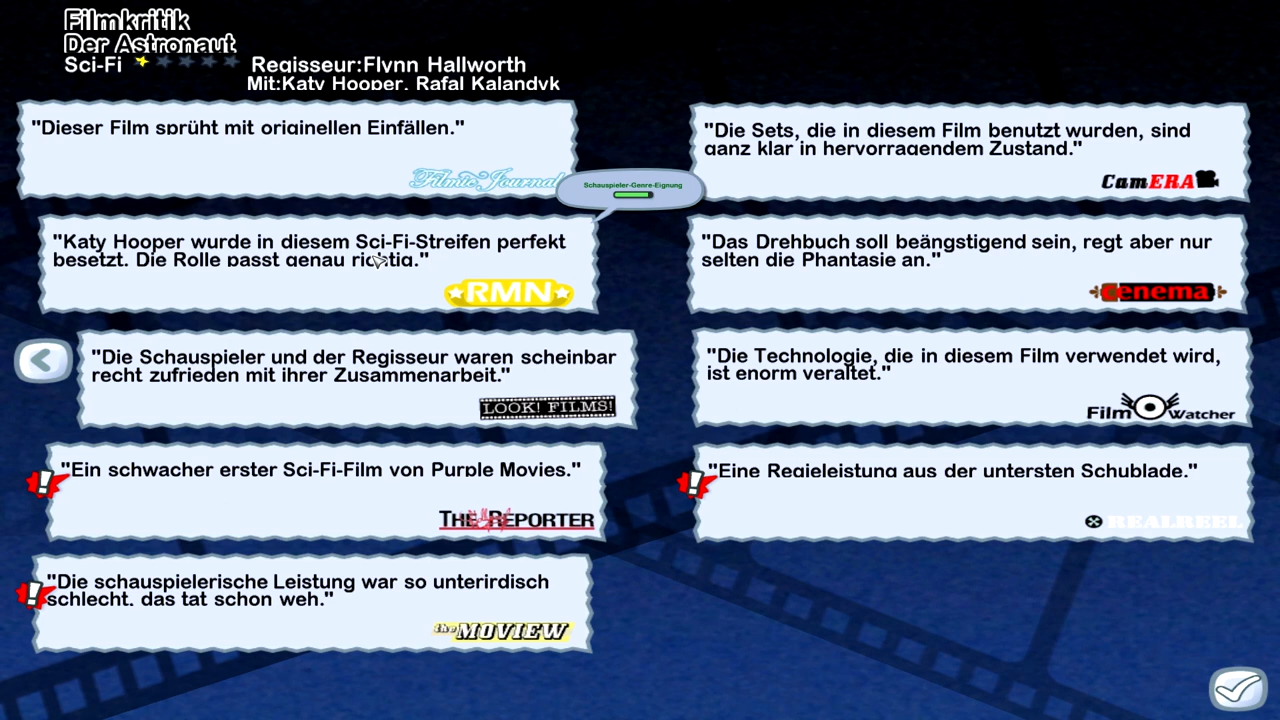 Filmkritik
Der Astronaut
Sci-Fi
Regisseur:Flynn Hallworth
Mit:Katy Hooper, Rafal Kalandyk
"Dieser Film sprüht mit originellen Einfällen."
Filmic Journal
Schauspieler-Genre-Eignung
"Katy Hooper wurde in diesem Sci-Fi-Streifen perfekt
besetzt. Die Rolle passt genau richtig."
RMN
"Die Schauspieler und der Regisseur waren scheinbar
recht zufrieden mit ihrer Zusammenarbeit."
LOOK! FILMS!
"Ein schwacher erster Sci-Fi-Film von Purple Movies."
THE REPORTER
"Die schauspielerische Leistung war so unterirdisch
schlecht, das tat schon weh."
the MOVIEW
"Die Sets, die in diesem Film benutzt wurden, sind
ganz klar in hervorragendem Zustand."
CamERA
"Das Drehbuch soll beängstigend sein, regt aber nur
selten die Phantasie an."
Cenema
"Die Technologie, die in diesem Film verwendet wird,
ist enorm veraltet."
Film Watcher
"Eine Regieleistung aus der untersten Schublade."
REALREEL